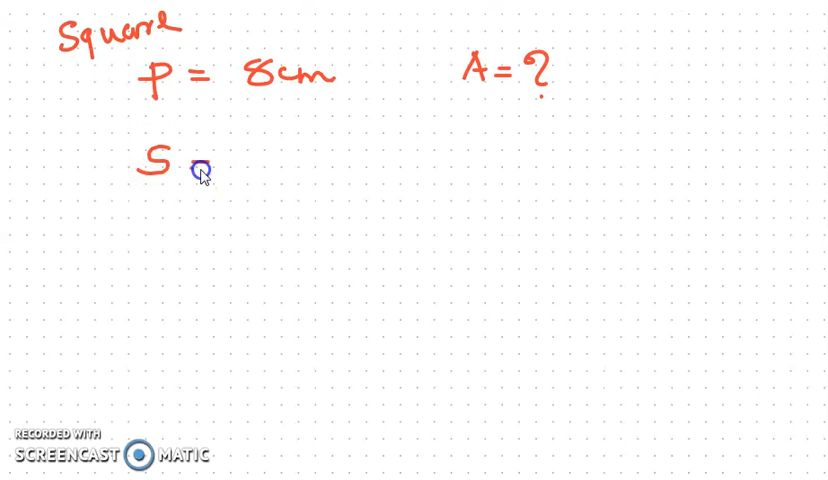 Square
P = 8cm A = ?
S =
RECORDED WITH
SCREENCAST MATIC